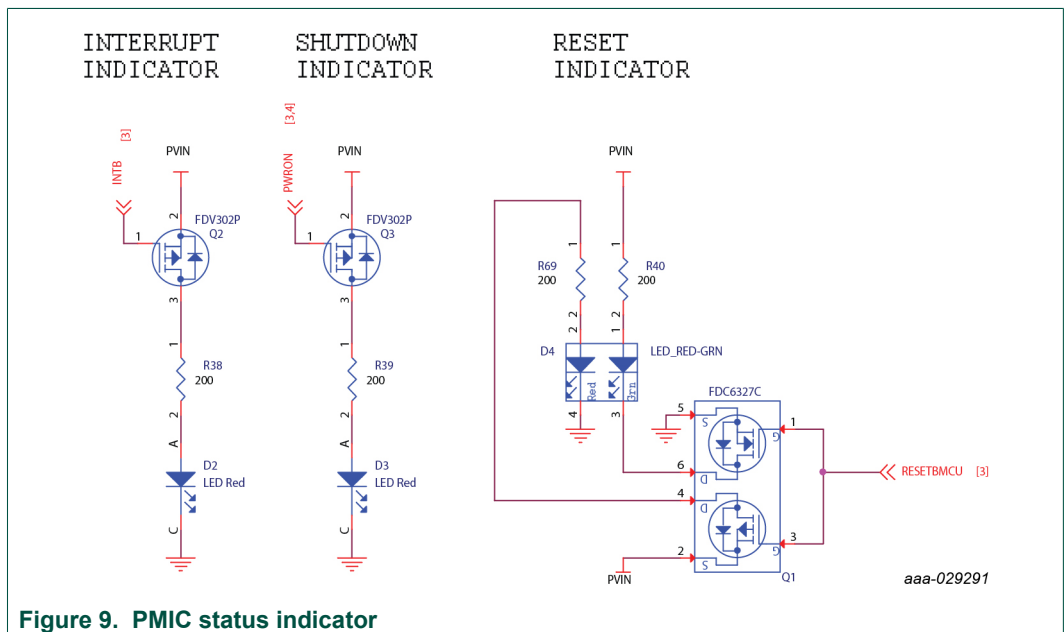 INTERRUPT
INDICATOR
SHUTDOWN
INDICATOR
RESET
INDICATOR
INTB [3]
PVIN
2
FDV302P
Q2
1
3
1
R38
200
2
A
D2
LED Red
C
PWRON [3,4]
PVIN
2
FDV302P
Q3
1
3
1
R39
200
2
A
D3
LED Red
C
PVIN
1
1
R69
200
R40
200
2
2
2
1
D4
LED_RED-GRN
Red
Grn
4
3
FDC6327C
5
S
G
1
6
D
4
D
RESETBMCU [3]
2
S
G
3
PVIN
Q1
aaa-029291
Figure 9. PMIC status indicator